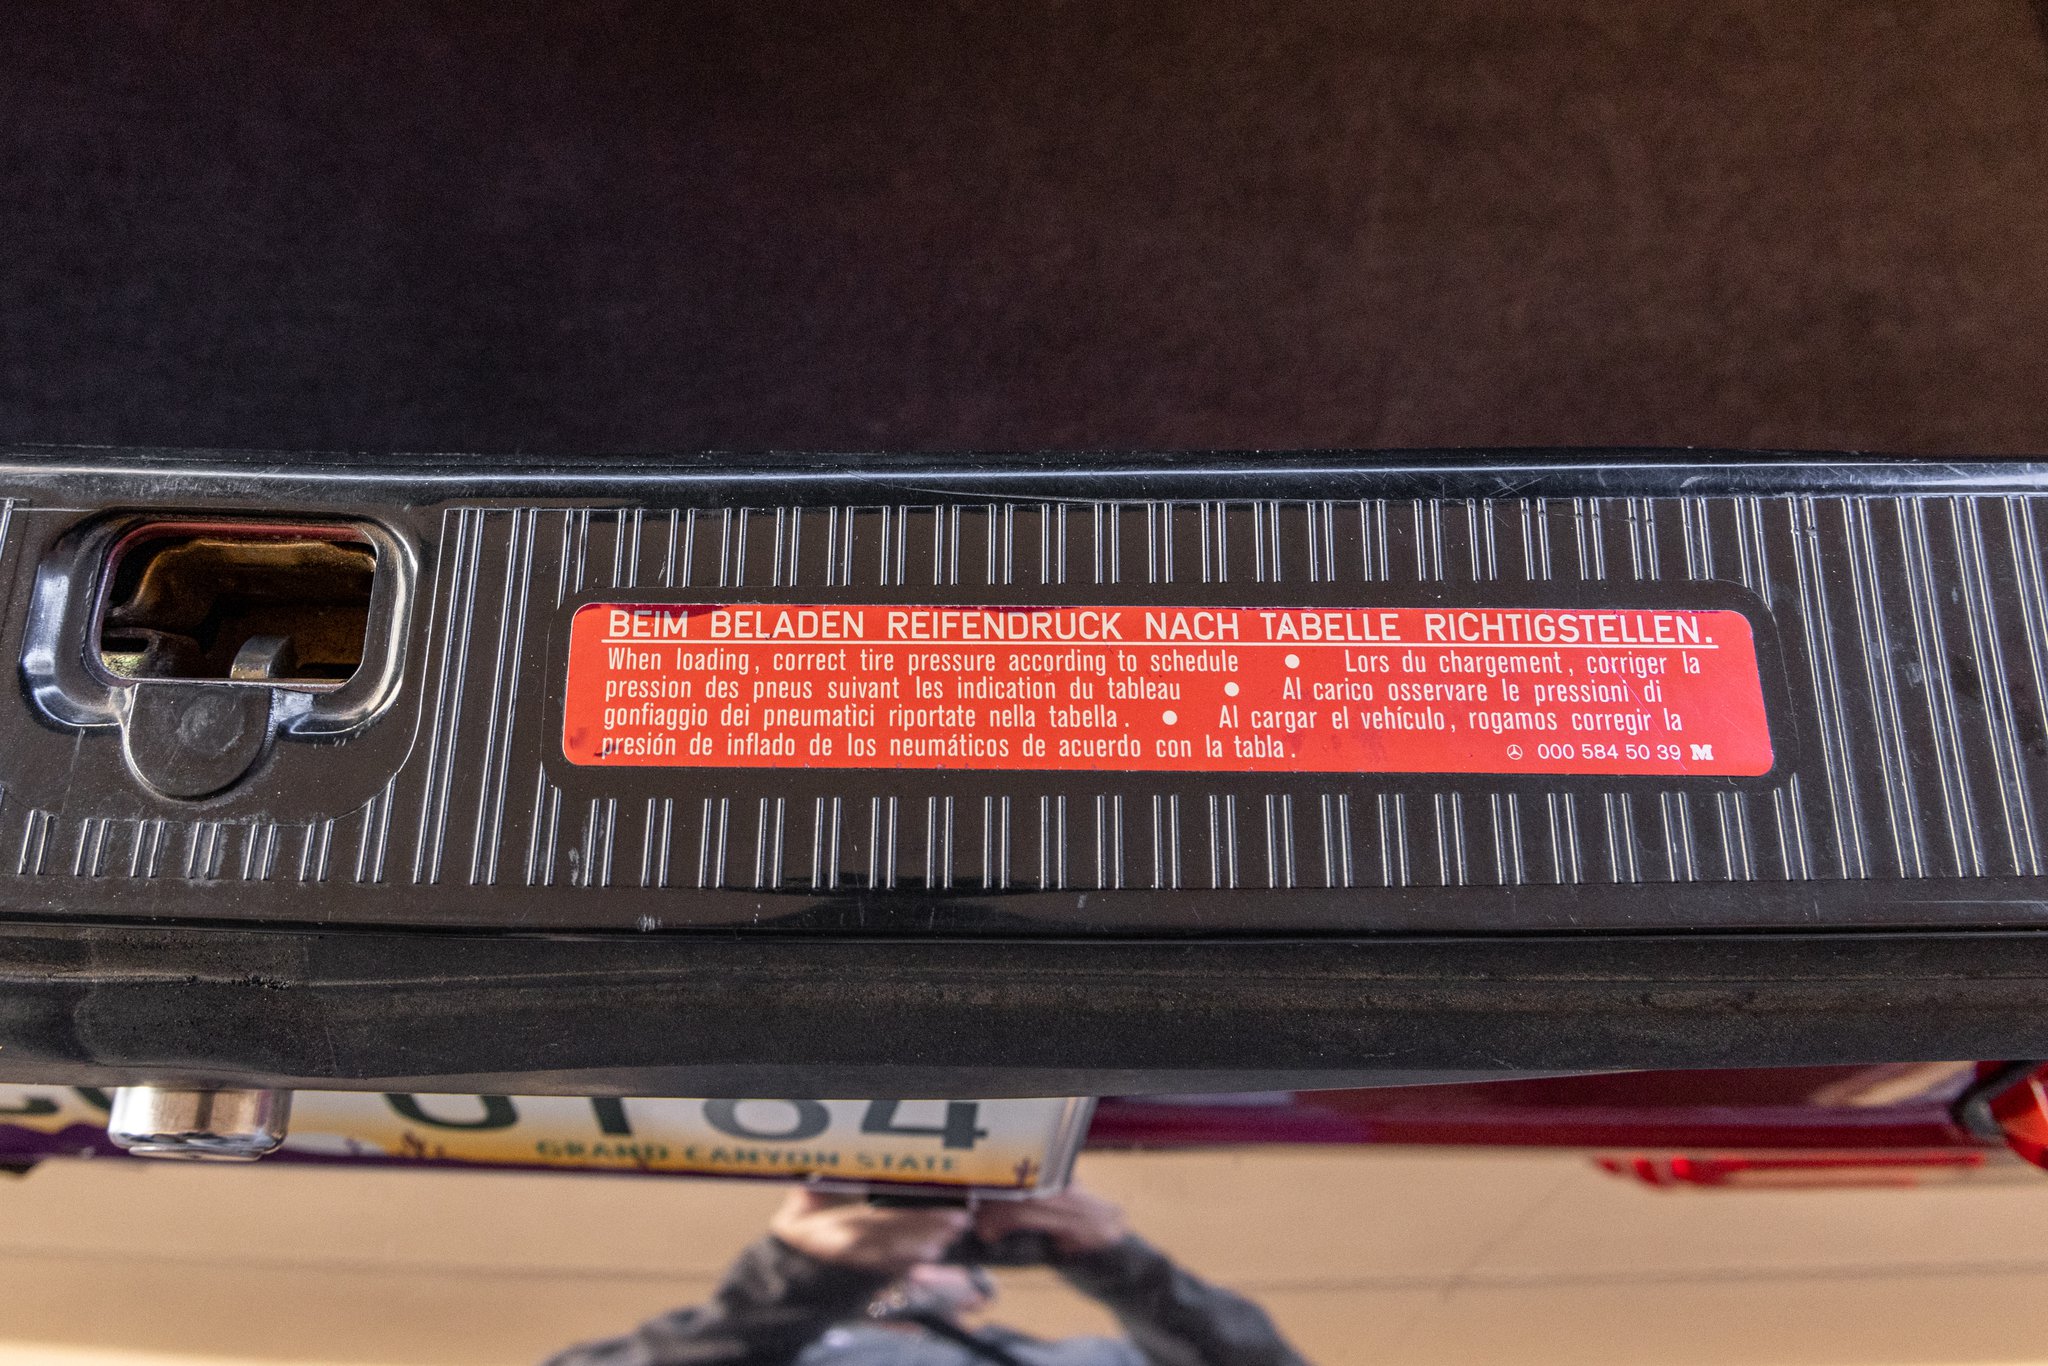 BEIM BELADEN REIFENDRUCK NACH TABELLE RICHTIGSTELLEN.
When loading, correct tire pressure according to schedule • Lors du chargement, corriger la
pression des pneus suivant les indication du tableau • Al carico osservare le pressioni di
gonfiaggio dei pneumatici riportate nella tabella. • Al cargar el vehículo, rogamos corregir la
presión de inflado de los neumáticos de acuerdo con la tabla.
000 584 50 39 M
GRAND CANYON STATE